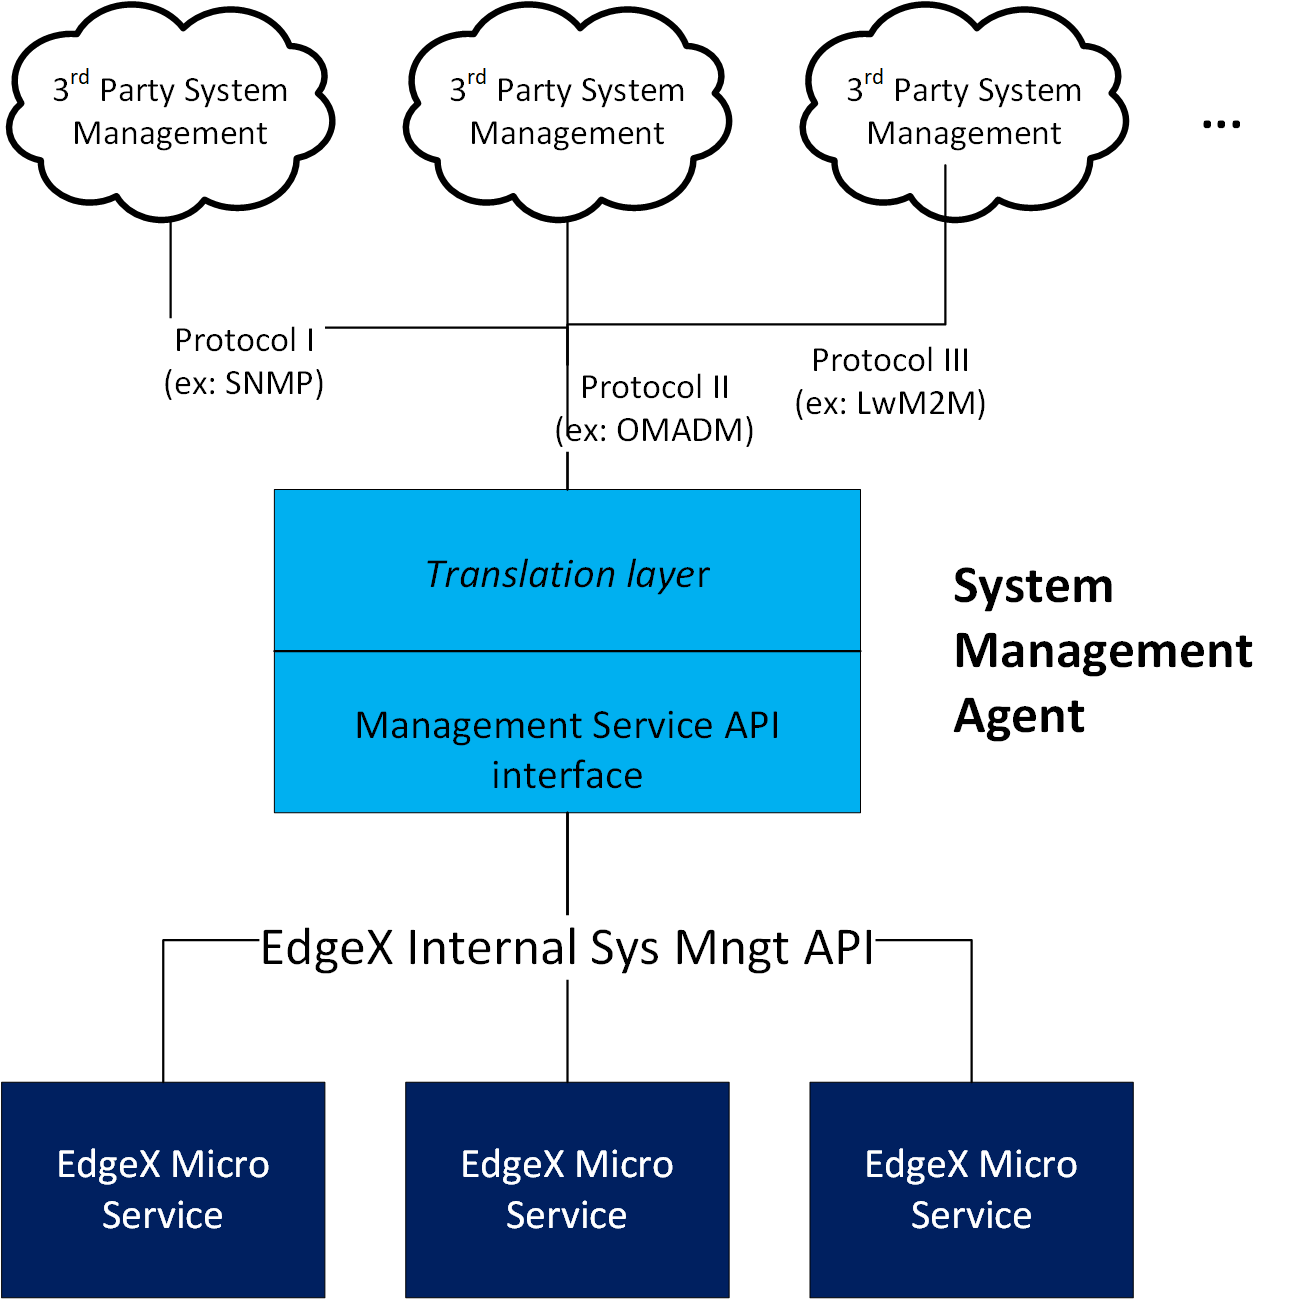 3rd Party System
Management
3rd Party System
Management
3rd Party System
Management
...
Protocol I
(ex: SNMP)
Protocol II
(ex: OMADM)
Protocol III
(ex: LwM2M)
Translation layer
Management Service API
interface
System
Management
Agent
EdgeX Internal Sys Mngt API
EdgeX Micro
Service
EdgeX Micro
Service
EdgeX Micro
Service